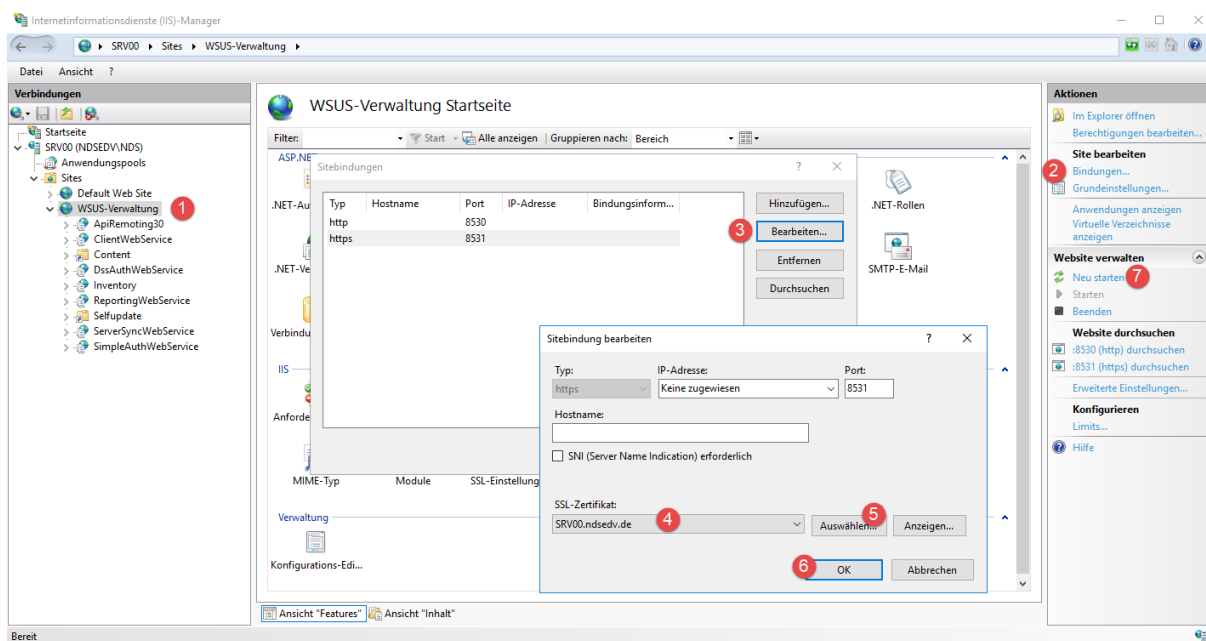 Internetinformationsdienste (IIS)-Manager
SRV00 Sites WSUS-Verwaltung
Datei Ansicht ?
Verbindungen
Startseite
SRV00 (NDSEDV\NDS)
Anwendungspools
Sites
Default Web Site
WSUS-Verwaltung 1
ApiRemoting30
ClientWebService
Content
DssAuthWebService
Inventory
ReportingWebService
Selfupdate
ServerSyncWebService
SimpleAuthWebService
WSUS-Verwaltung Startseite
Filter: Start Alle anzeigen Gruppieren nach: Bereich
ASP.NE
.NET-Au
.NET-Rollen
.NET-Ve
SMTP-E-Mail
Verbindu
IIS
Anforde
MIME-Typ Module SSL-Einstellung
Verwaltung
Konfigurations-Edi...
Sitebindungen ?
Typ Hostname Port IP-Adresse Bindungsinform...
http 8530
https 8531
Hinzufügen...
3 Bearbeiten...
Entfernen
Durchsuchen
Sitebindung bearbeiten ?
Typ: IP-Adresse: Port:
https Keine zugewiesen 8531
Hostname:
SNI (Server Name Indication) erforderlich
SSL-Zertifikat:
SRV00.ndsedv.de 4 Auswählen... 5 Anzeigen...
6 OK Abbrechen
Ansicht "Features" Ansicht "Inhalt"
Aktionen
Im Explorer öffnen
Berechtigungen bearbeiten...
Site bearbeiten
2 Bindungen...
Grundeinstellungen...
Anwendungen anzeigen
Virtuelle Verzeichnisse
anzeigen
Website verwalten
Neu starten 7
Starten
Beenden
Website durchsuchen
:8530 (http) durchsuchen
:8531 (https) durchsuchen
Erweiterte Einstellungen...
Konfigurieren
Limits...
Hilfe
Bereit